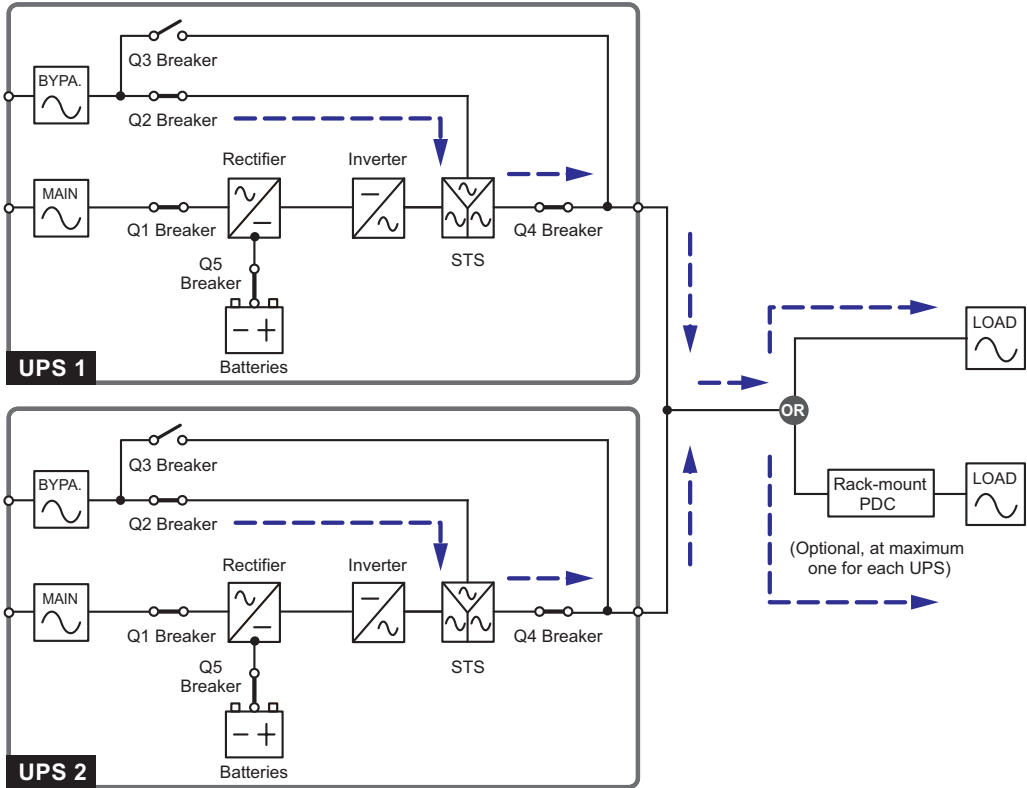 Q3 Breaker
BYPA.
Q2 Breaker
Rectifier
Inverter
MAIN
Q1 Breaker
Q4 Breaker
STS
Q5
Breaker
- +
Batteries
UPS 1
LOAD
OR
Rack-mount
PDC
LOAD
(Optional, at maximum
one for each UPS)
Q3 Breaker
BYPA.
Q2 Breaker
Rectifier
Inverter
MAIN
Q1 Breaker
Q4 Breaker
STS
Q5
Breaker
- +
Batteries
UPS 2